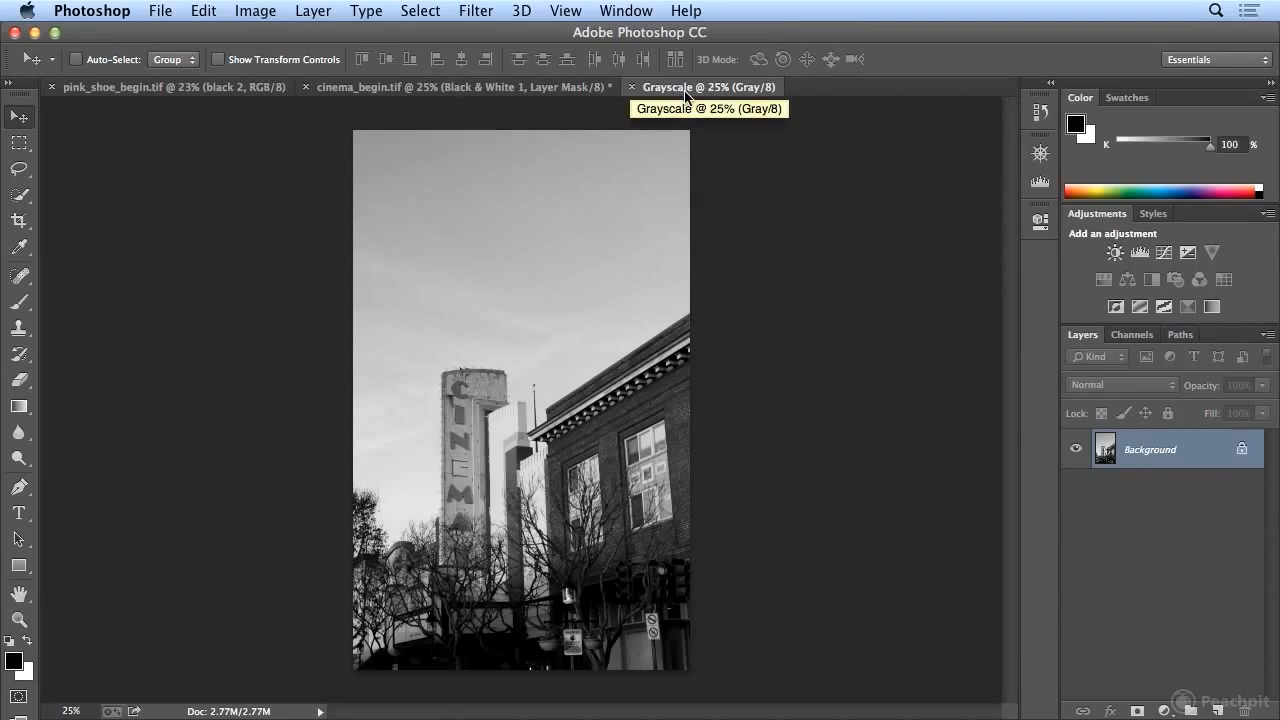 Photoshop File Edit Image Layer Type Select Filter 3D View Window Help
Adobe Photoshop CC
Auto-Select: Group Show Transform Controls 3D Mode: Essentials
pink_shoe_begin.tif @ 23% (black 2, RGB/8) cinema_begin.tif @ 25% (Black & White 1, Layer Mask/8) * Grayscale @ 25% (Gray/8)
Grayscale @ 25% (Gray/8)
Color Swatches
K 100 %
Adjustments Styles
Add an adjustment
Layers Channels Paths
Kind
Normal Opacity: 100%
Lock: Fill: 100%
Background
CINEMA
25% Doc: 2.77M/2.77M
Peachpit